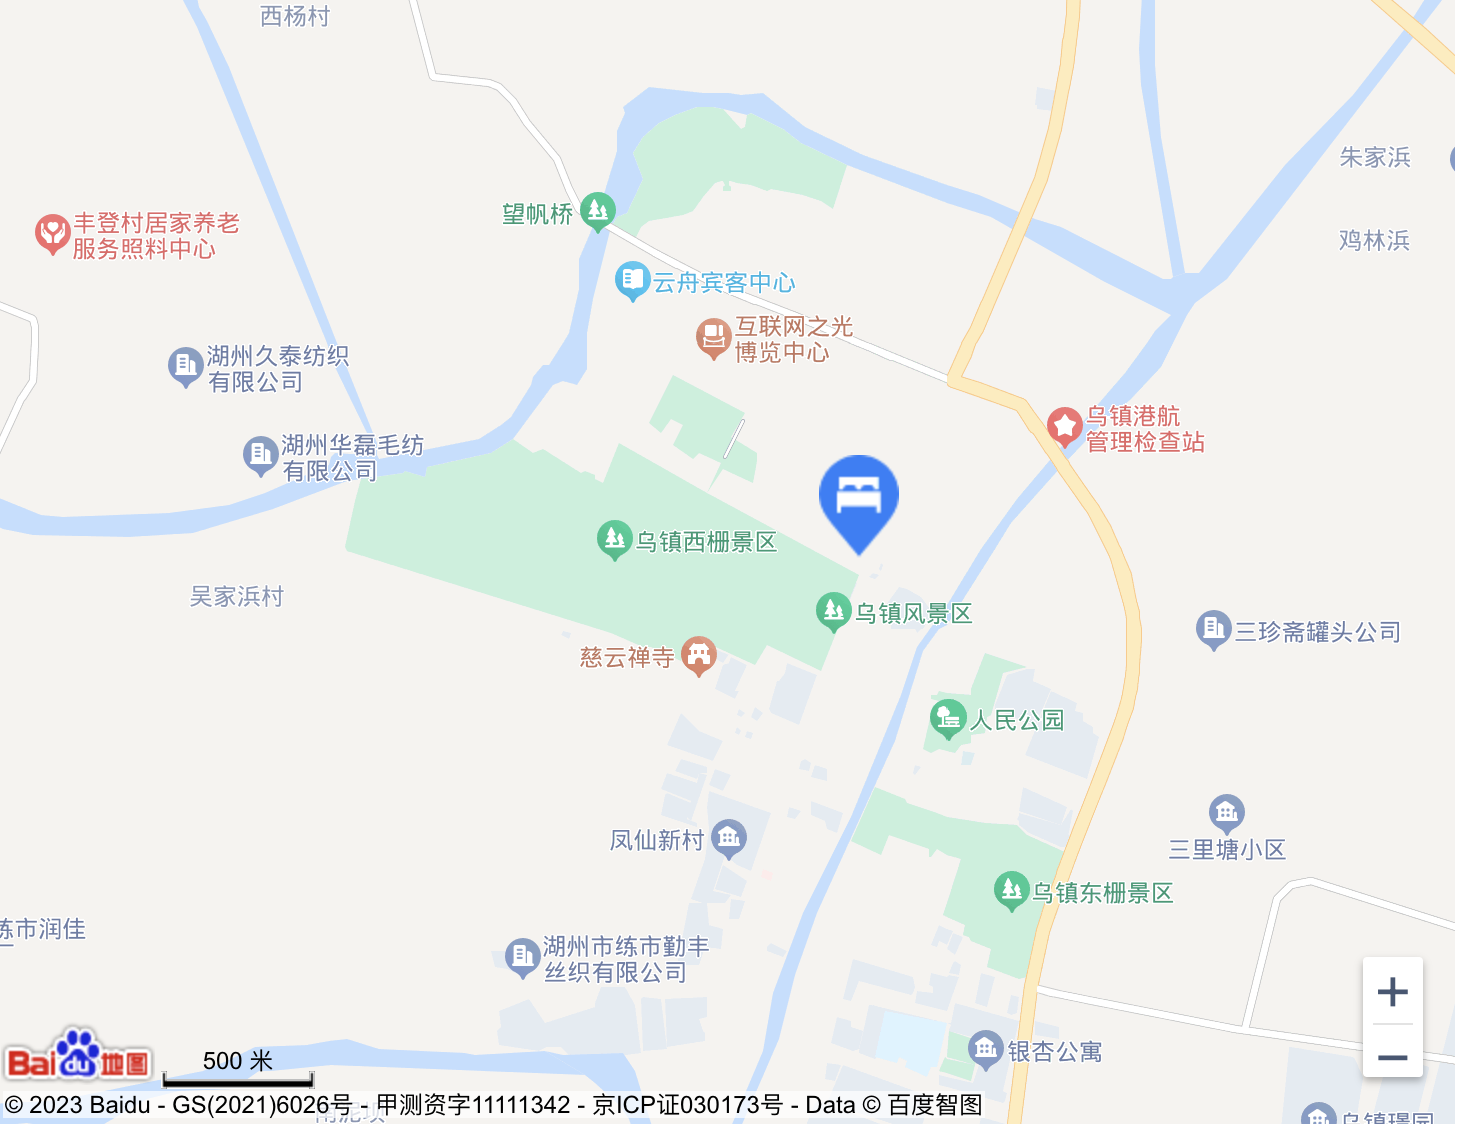 西杨村
朱家浜
望帆桥
丰登村居家养老
服务照料中心
鸡林浜
云舟宾客中心
互联网之光
博览中心
湖州久泰纺织
有限公司
乌镇港航
管理检查站
湖州华磊毛纺
有限公司
乌镇西栅景区
吴家浜村
乌镇风景区
三珍斋罐头公司
慈云禅寺
人民公园
凤仙新村
三里塘小区
乌镇东栅景区
练市润佳
湖州市练市勤丰
丝织有限公司
银杏公寓
Baidu地图
500 米
© 2023 Baidu - GS(2021)6026号 - 甲测资字11111342 - 京ICP证030173号 - Data © 百度智图
南泥坝
乌镇璟园